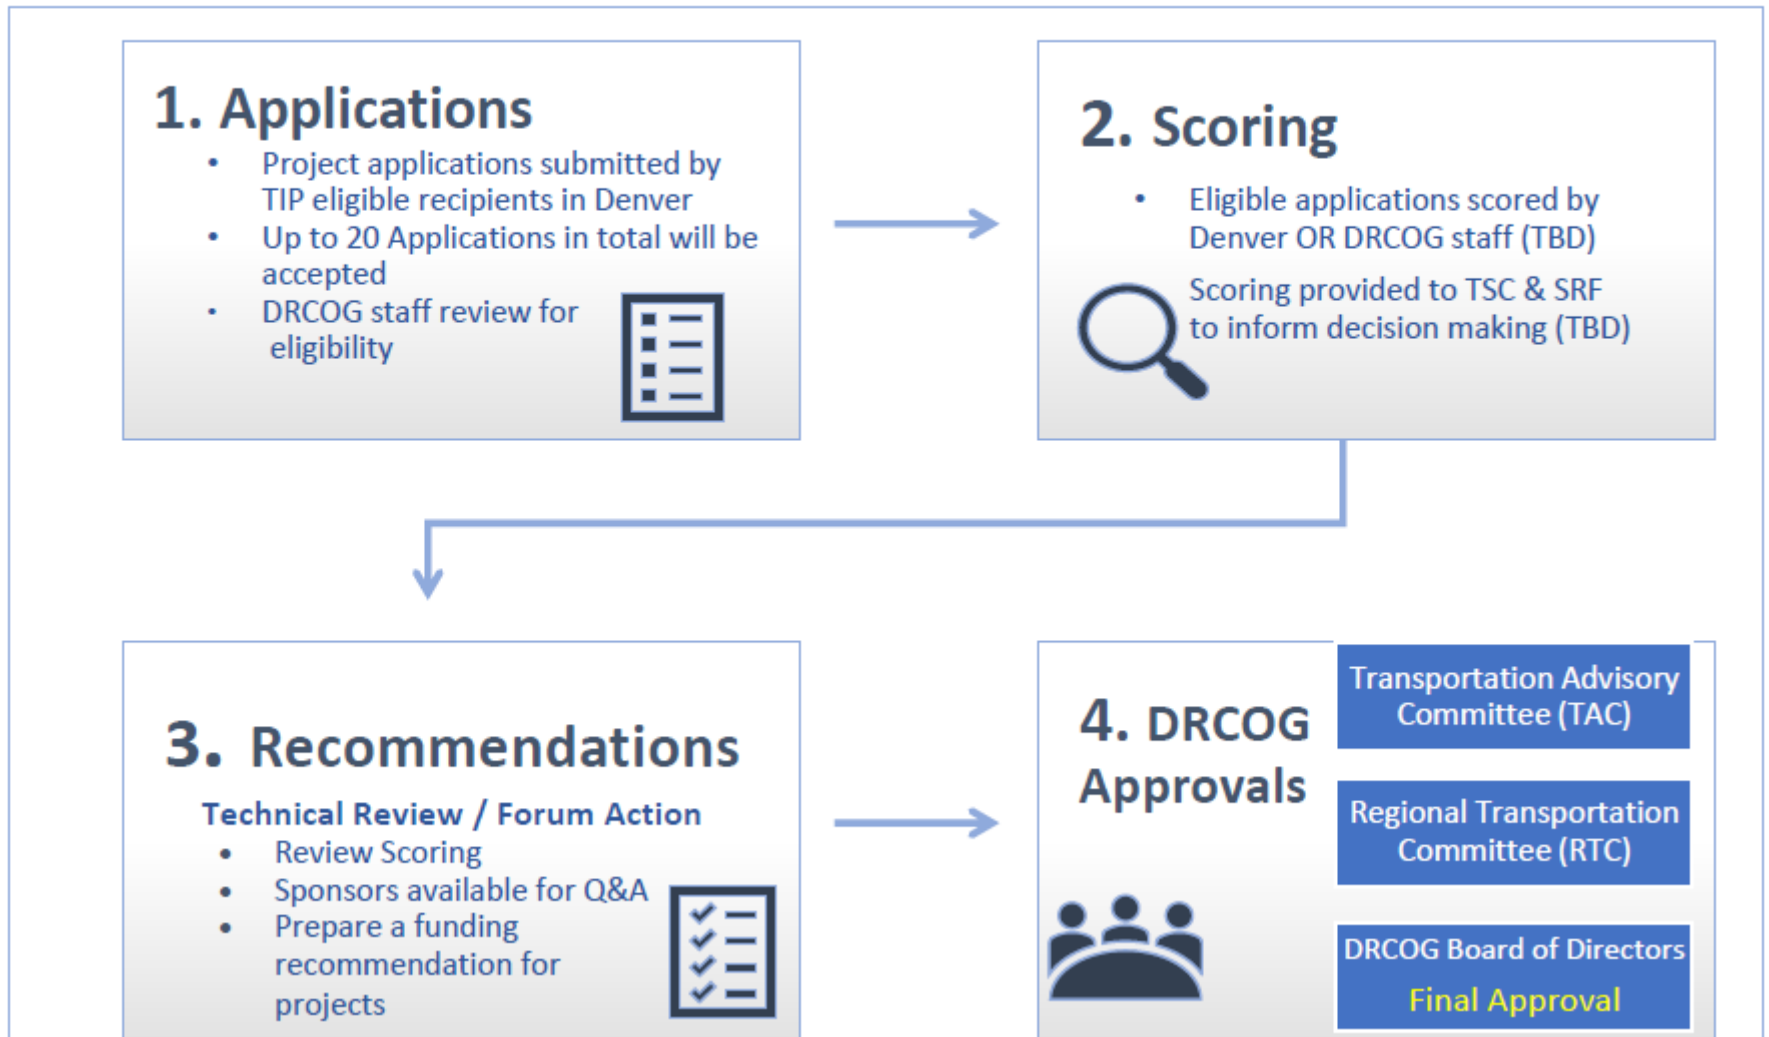 1. Applications
• Project applications submitted by
TIP eligible recipients in Denver
• Up to 20 Applications in total will be
accepted
• DRCOG staff review for
eligibility
2. Scoring
• Eligible applications scored by
Denver OR DRCOG staff (TBD)
Scoring provided to TSC & SRF
to inform decision making (TBD)
3. Recommendations
Technical Review / Forum Action
• Review Scoring
• Sponsors available for Q&A
• Prepare a funding
recommendation for
projects
4. DRCOG
Approvals
Transportation Advisory
Committee (TAC)
Regional Transportation
Committee (RTC)
DRCOG Board of Directors
Final Approval